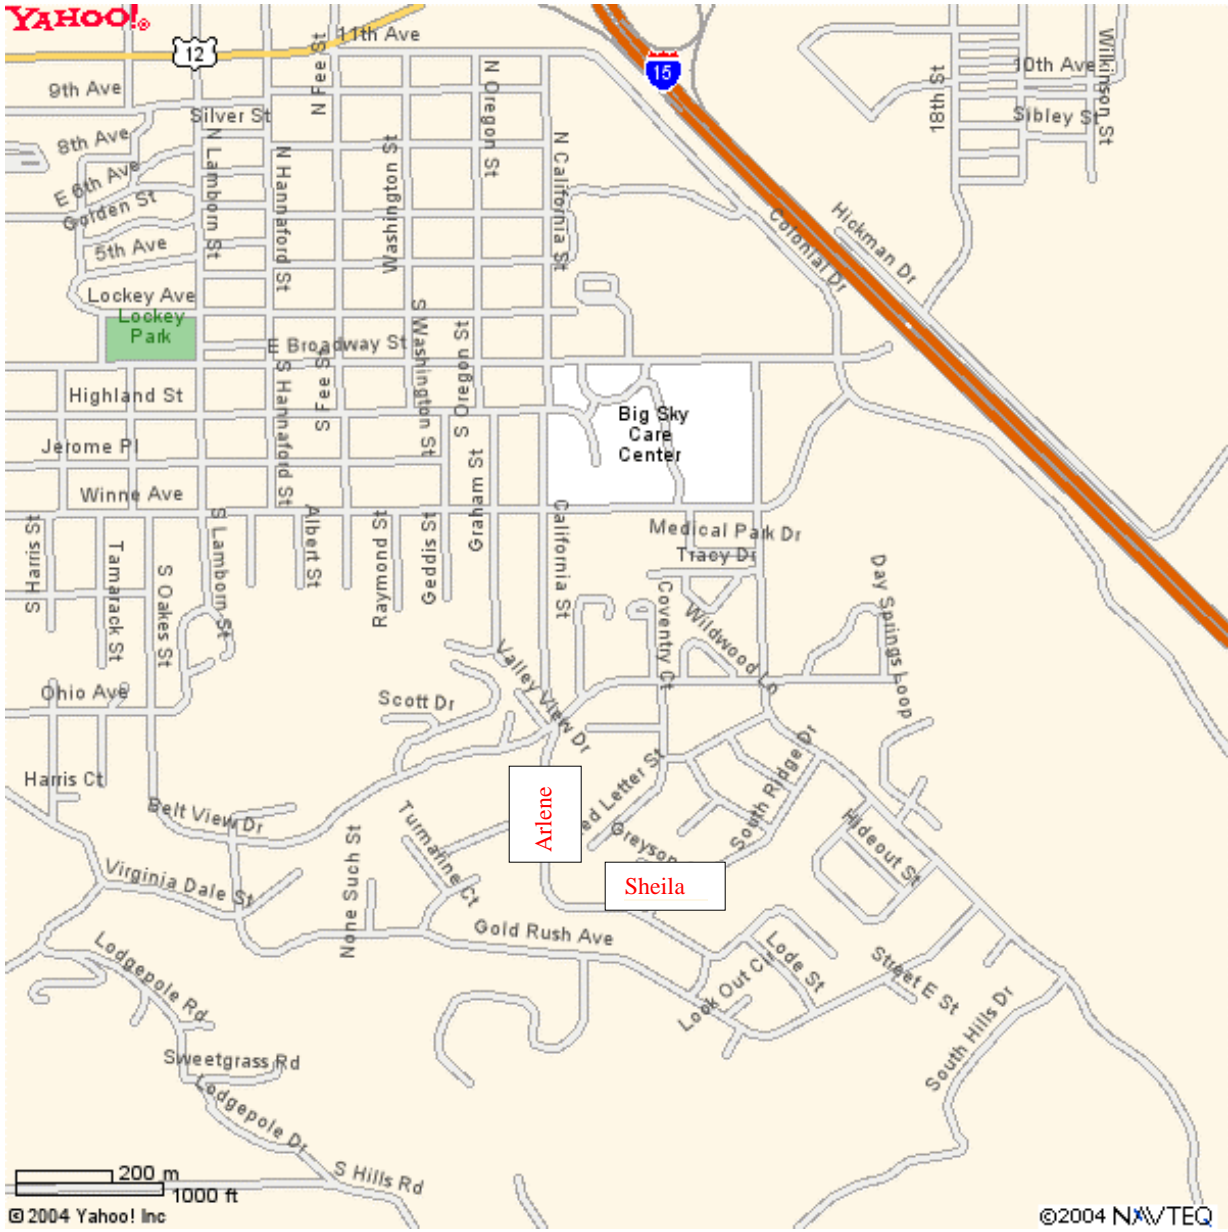 YAHOO!®
11th Ave
12
15
N Fee St
N Oregon St
18th St
10th Ave
Wilkinson St
9th Ave
Silver St
Sibley St
8th Ave
N Lamborn St
N Hannaford St
Washington St
N California St
E 6th Ave
Golden St
5th Ave
Colonial Dr
Hickman Dr
Lockey Ave
Lockey
Park
E Broadway St
S Washington St
S Oregon St
S Fee St
S Hannaford St
Highland St
Big Sky
Care
Center
Jerome Pl
Graham St
Winne Ave
S Harris St
Tamarack St
S Oakes St
S Lamborn St
Albert St
Raymond St
Geddis St
California St
Medical Park Dr
Tracy Dr
Coventry Ct
Wildwood Ln
Day Springs Loop
Ohio Ave
Scott Dr
Valley View Dr
Harris Ct
Belt View Dr
Arlene
ed Letter St
South Ridge Dr
Greyson
Hideout St
Turmaline Ct
None Such St
Virginia Dale St
Sheila
Gold Rush Ave
Lodgepole Rd
Look Out Cir
Lode St
Street E St
South Hills Dr
Sweetgrass Rd
Lodgepole Dr
S Hills Rd
200 m
1000 ft
©2004 Yahoo! Inc
©2004 NAVTEQ